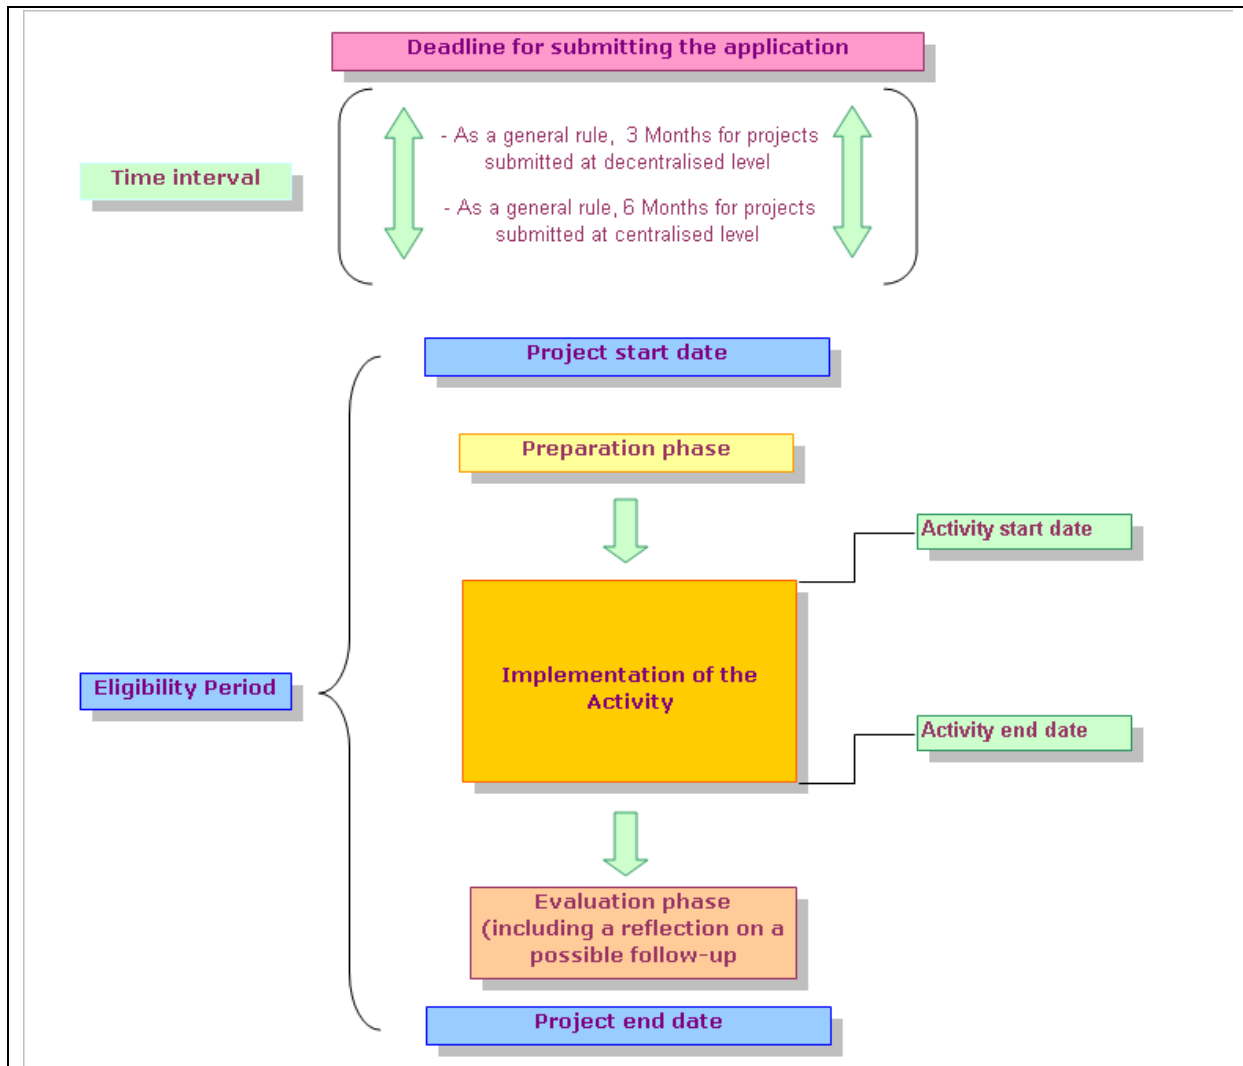 Deadline for submitting the application
- As a general rule, 3 Months for projects
submitted at decentralised level
Time interval
- As a general rule, 6 Months for projects
submitted at centralised level
Project start date
Preparation phase
Activity start date
Implementation of the
Activity
Eligibility Period
Activity end date
Evaluation phase
(including a reflection on a
possible follow-up
Project end date